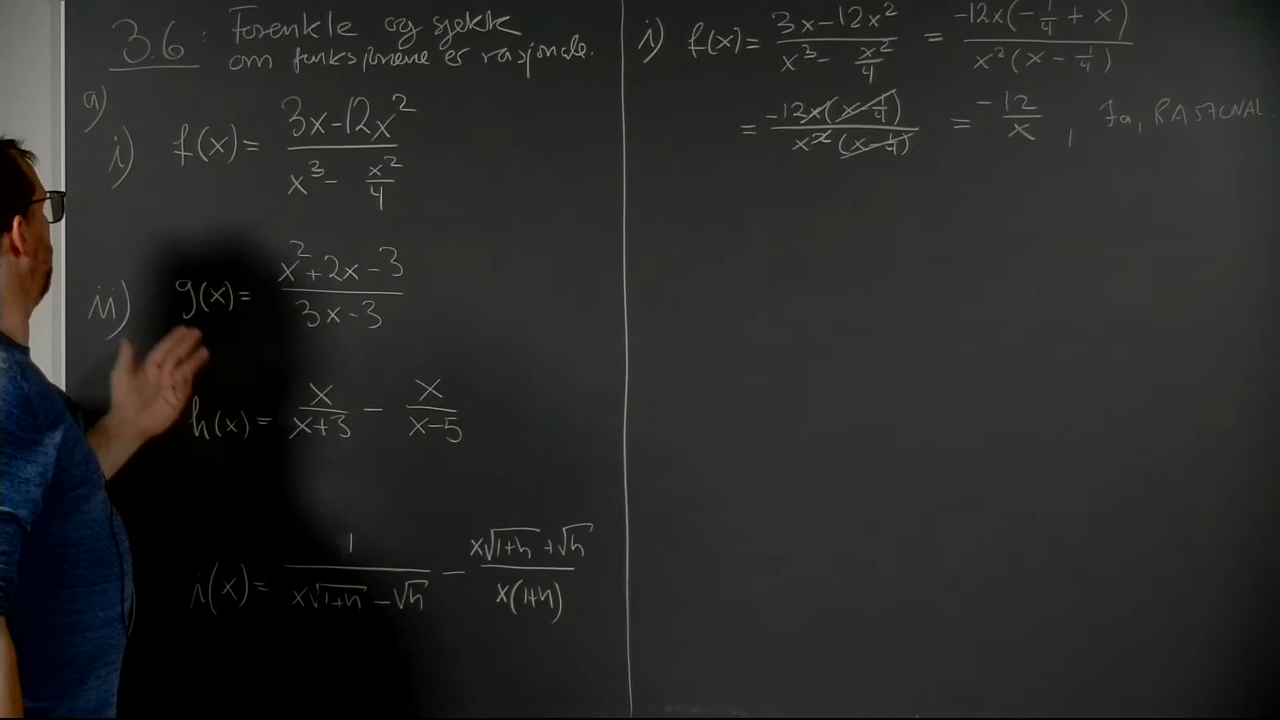 3.6: Forenkle og sjekk
om funksjonene er rasjonale.
a)
i) f(x) = (3x-12x²)/(x³ - x²/4)
ii) g(x) = (x²+2x-3)/(3x-3)
h(x) = x/(x+3) - x/(x-5)
i(x) = 1/(x√(1+h) - √h) - (x√(1+h) + √h)/(x(1+h))
i) f(x) = (3x-12x²)/(x³ - x²/4) = (-12x(-1/4 + x))/(x²(x - 1/4))
= (-12x(x-1/4))/(x²(x-1/4)) = -12/x , Ja, RASJONAL